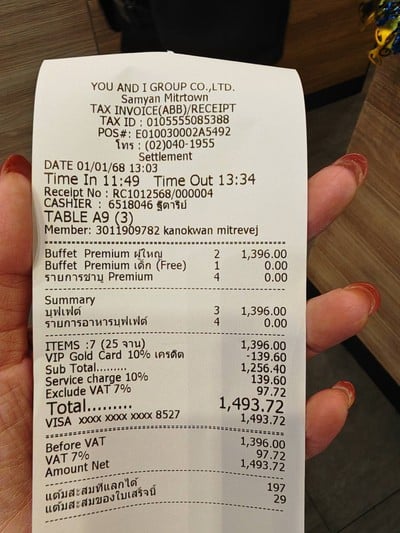 YOU AND I GROUP CO.,LTD.
Samyan Mitrtown
TAX INVOICE(ABB)/RECEIPT
TAX ID : 0105555085388
POS#: E010030002A5492
โทร : (02)040-1955
Settlement
DATE 01/01/68 13:03
Time In 11:49 Time Out 13:34
Receipt No : RC1012568/000004
CASHIER : 6518046 ฐิตารีย์
TABLE A9 (3)
Member: 3011909782 kanokwan mitrevej
Buffet Premium ผู้ใหญ่ 2 1,396.00
Buffet Premium เด็ก (Free) 1 0.00
รายการชาบู Premium 4 0.00
Summary
บุฟเฟ่ต์ 3 1,396.00
รายการอาหารบุฟเฟ่ต์ 4 0.00
ITEMS :7 (25 จาน) 1,396.00
VIP Gold Card 10% เครดิต -139.60
Sub Total......... 1,256.40
Service charge 10% 139.60
Exclude VAT 7% 97.72
Total......... 1,493.72
VISA xxxx xxxx xxxx 8527 1,493.72
Before VAT 1,396.00
VAT 7% 97.72
Amount Net 1,493.72
แต้มสะสมที่แลกได้ 197
แต้มสะสมของใบเสร็จนี้ 29